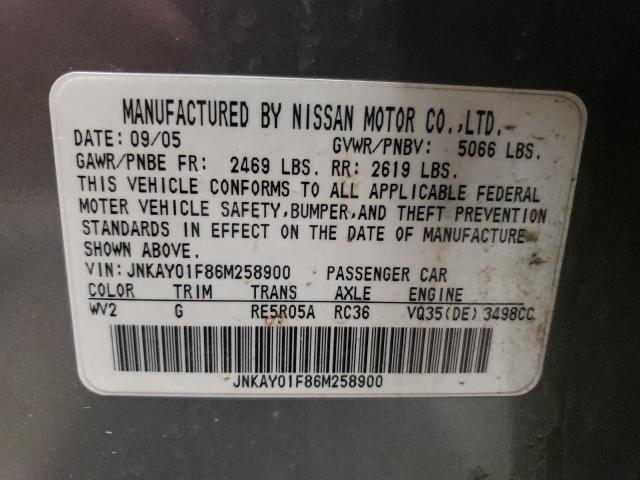 MANUFACTURED BY NISSAN MOTOR CO.,LTD.
DATE: 09/05 GVWR/PNBV: 5066 LBS.
GAWR/PNBE FR: 2469 LBS. RR: 2619 LBS.
THIS VEHICLE CONFORMS TO ALL APPLICABLE FEDERAL
MOTER VEHICLE SAFETY,BUMPER,AND THEFT PREVENTION
STANDARDS IN EFFECT ON THE DATE OF MANUFACTURE
SHOWN ABOVE.
VIN: JNKAY01F86M258900 PASSENGER CAR
COLOR TRIM TRANS AXLE ENGINE
WV2 G RE5R05A RC36 VQ35(DE) 3498CC
JNKAY01F86M258900